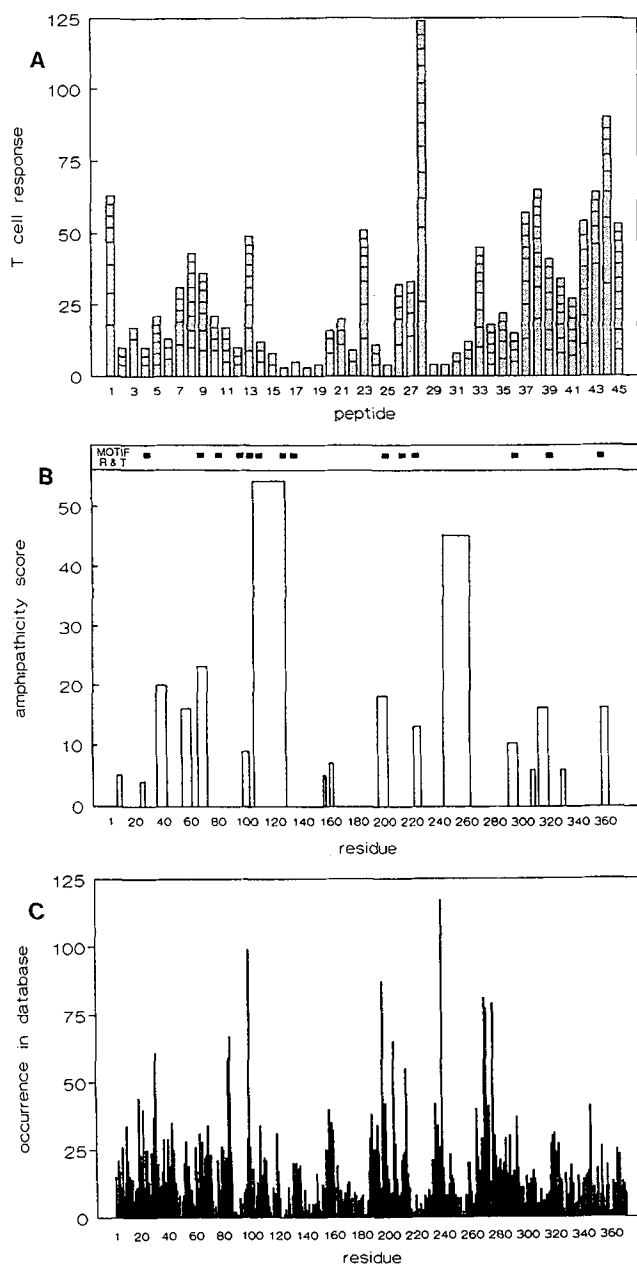 A
T cell response
125
100
75
50
25
0
1 3 5 7 9 11 13 15 17 19 21 23 25 27 29 31 33 35 37 39 41 43 45
peptide
B
MOTIF
R & T
amphipathicity score
50
40
30
20
10
0
1 20 40 60 80 100 120 140 160 180 200 220 240 260 280 300 320 340 360
residue
C
occurrence in database
125
100
75
50
25
0
1 20 40 60 80 100 120 140 160 180 200 220 240 260 280 300 320 340 360
residue